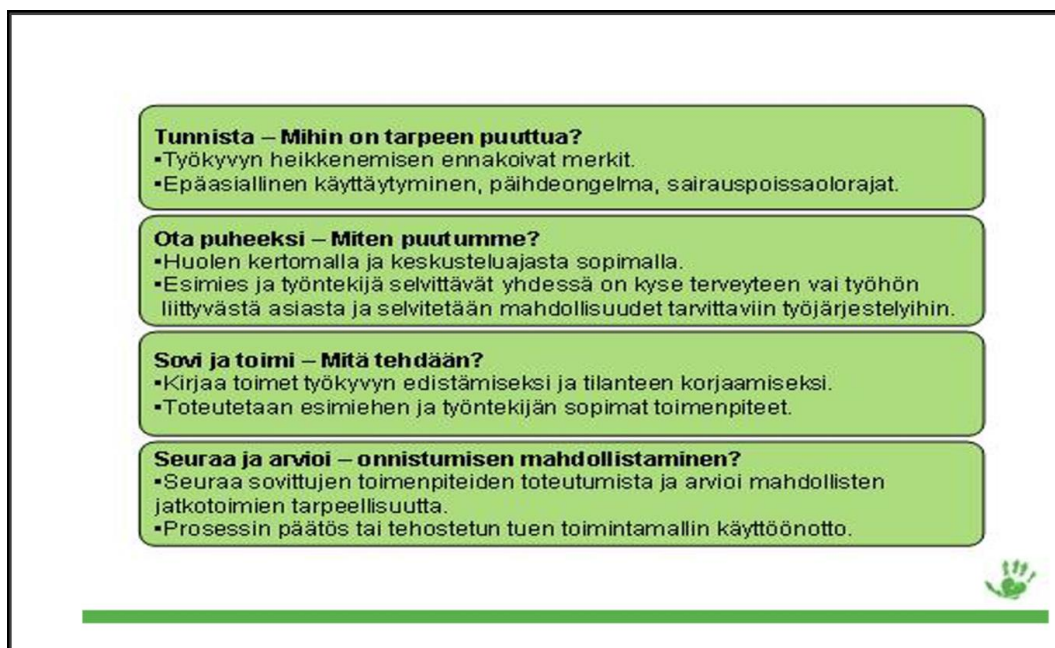 Tunnista – Mihin on tarpeen puuttua?
▪Työkyvyn heikkenemisen ennakoivat merkit.
▪Epäasiallinen käyttäytyminen, päihdeongelma, sairauspoissaolorajat.
Ota puheeksi – Miten puutumme?
▪Huolen kertomalla ja keskusteluajasta sopimalla.
▪Esimies ja työntekijä selvittävät yhdessä on kyse terveyteen vai työhön
liittyvästä asiasta ja selvitetään mahdollisuudet tarvittaviin työjärjestelyihin.
Sovi ja toimi – Mitä tehdään?
▪Kirjaa toimet työkyvyn edistämiseksi ja tilanteen korjaamiseksi.
▪Toteutetaan esimiehen ja työntekijän sopimat toimenpiteet.
Seuraa ja arvioi – onnistumisen mahdollistaminen?
▪Seuraa sovittujen toimenpiteiden toteutumista ja arvioi mahdollisten
jatkotoimien tarpeellisuutta.
▪Prosessin päätös tai tehostetun tuen toimintamallin käyttöönotto.